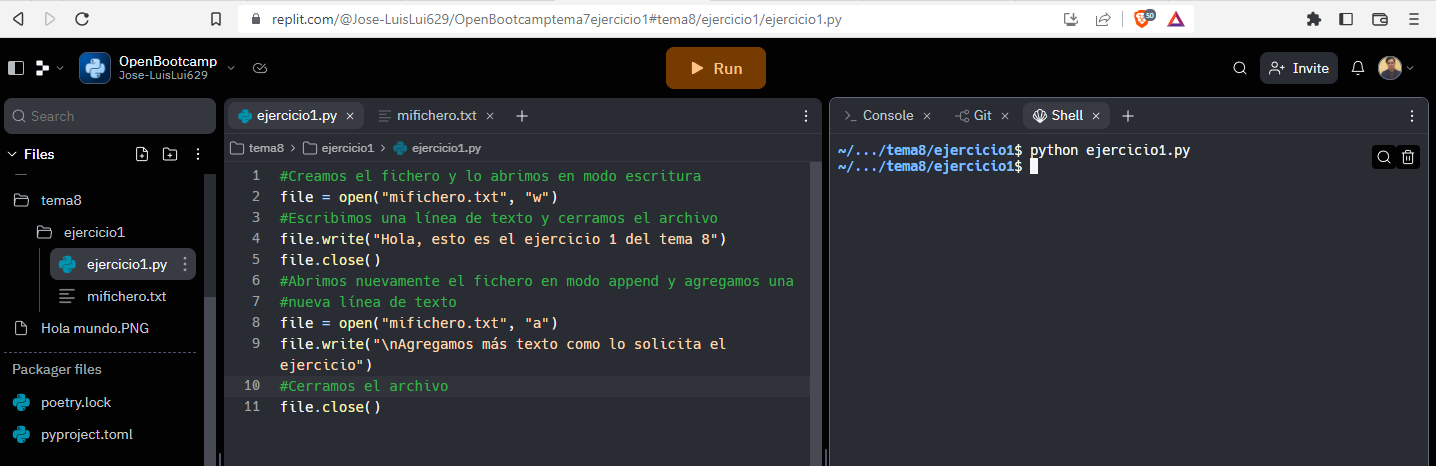 replit.com/@Jose-LuisLui629/OpenBootcamptema7ejercicio1#tema8/ejercicio1/ejercicio1.py
50
OpenBootcamp
Jose-LuisLui629
Run
Invite
Search
Files
tema8
ejercicio1
ejercicio1.py
mifichero.txt
Hola mundo.PNG
Packager files
poetry.lock
pyproject.toml
ejercicio1.py × mifichero.txt × +
tema8 > ejercicio1 > ejercicio1.py
1 #Creamos el fichero y lo abrimos en modo escritura
2 file = open("mifichero.txt", "w")
3 #Escribimos una línea de texto y cerramos el archivo
4 file.write("Hola, esto es el ejercicio 1 del tema 8")
5 file.close()
6 #Abrimos nuevamente el fichero en modo append y agregamos una
7 #nueva línea de texto
8 file = open("mifichero.txt", "a")
9 file.write("\nAgregamos más texto como lo solicita el
ejercicio")
10 #Cerramos el archivo
11 file.close()
Console × Git × Shell × +
~/.../tema8/ejercicio1$ python ejercicio1.py
~/.../tema8/ejercicio1$